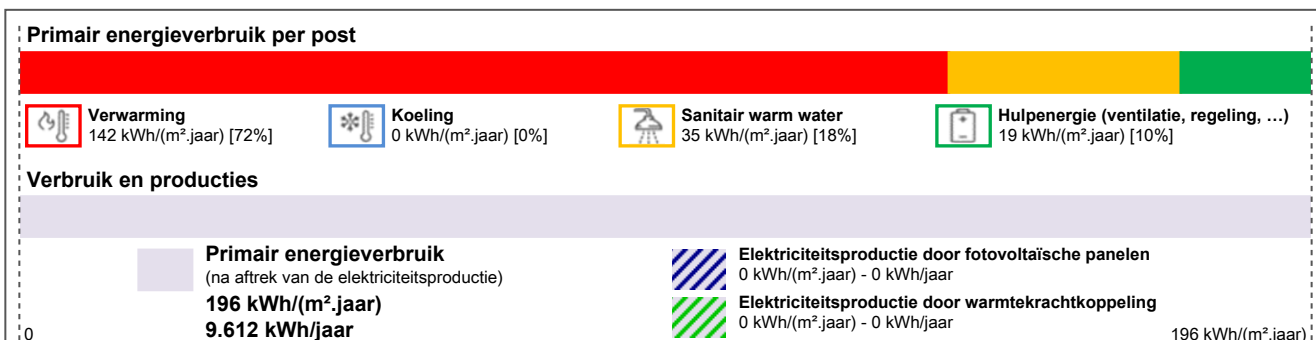 Primair energieverbruik per post
Verwarming
142 kWh/(m².jaar) [72%]
Koeling
0 kWh/(m².jaar) [0%]
Sanitair warm water
35 kWh/(m².jaar) [18%]
Hulpenergie (ventilatie, regeling, …)
19 kWh/(m².jaar) [10%]
Verbruik en producties
Primair energieverbruik
(na aftrek van de elektriciteitsproductie)
196 kWh/(m².jaar)
9.612 kWh/jaar
Elektriciteitsproductie door fotovoltaïsche panelen
0 kWh/(m².jaar) - 0 kWh/jaar
Elektriciteitsproductie door warmtekrachtkoppeling
0 kWh/(m².jaar) - 0 kWh/jaar
0
196 kWh/(m².jaar)